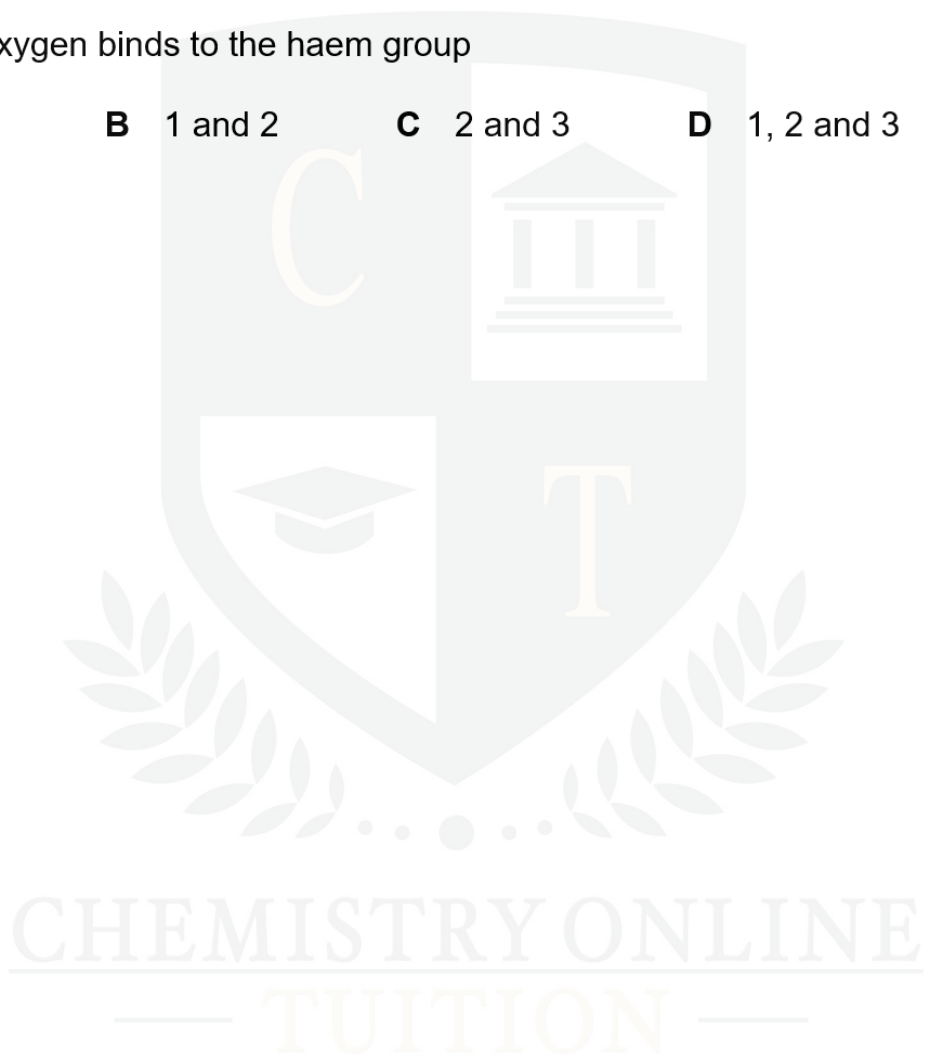 xygen binds to the haem group
B 1 and 2 C 2 and 3 D 1, 2 and 3
C
T
CHEMISTRY ONLINE
TUITION